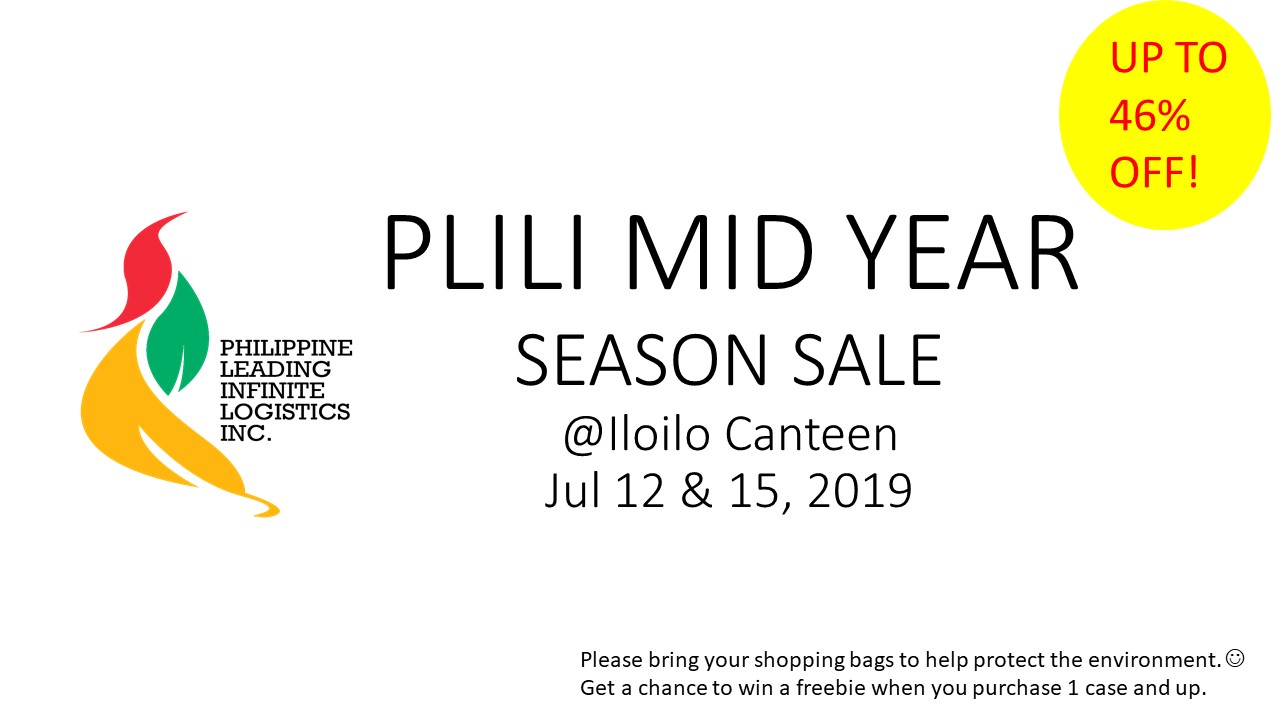 UP TO
46%
OFF!
PLILI MID YEAR
SEASON SALE
@Iloilo Canteen
Jul 12 & 15, 2019
PHILIPPINE
LEADING
INFINITE
LOGISTICS
INC.
Please bring your shopping bags to help protect the environment. ☺
Get a chance to win a freebie when you purchase 1 case and up.